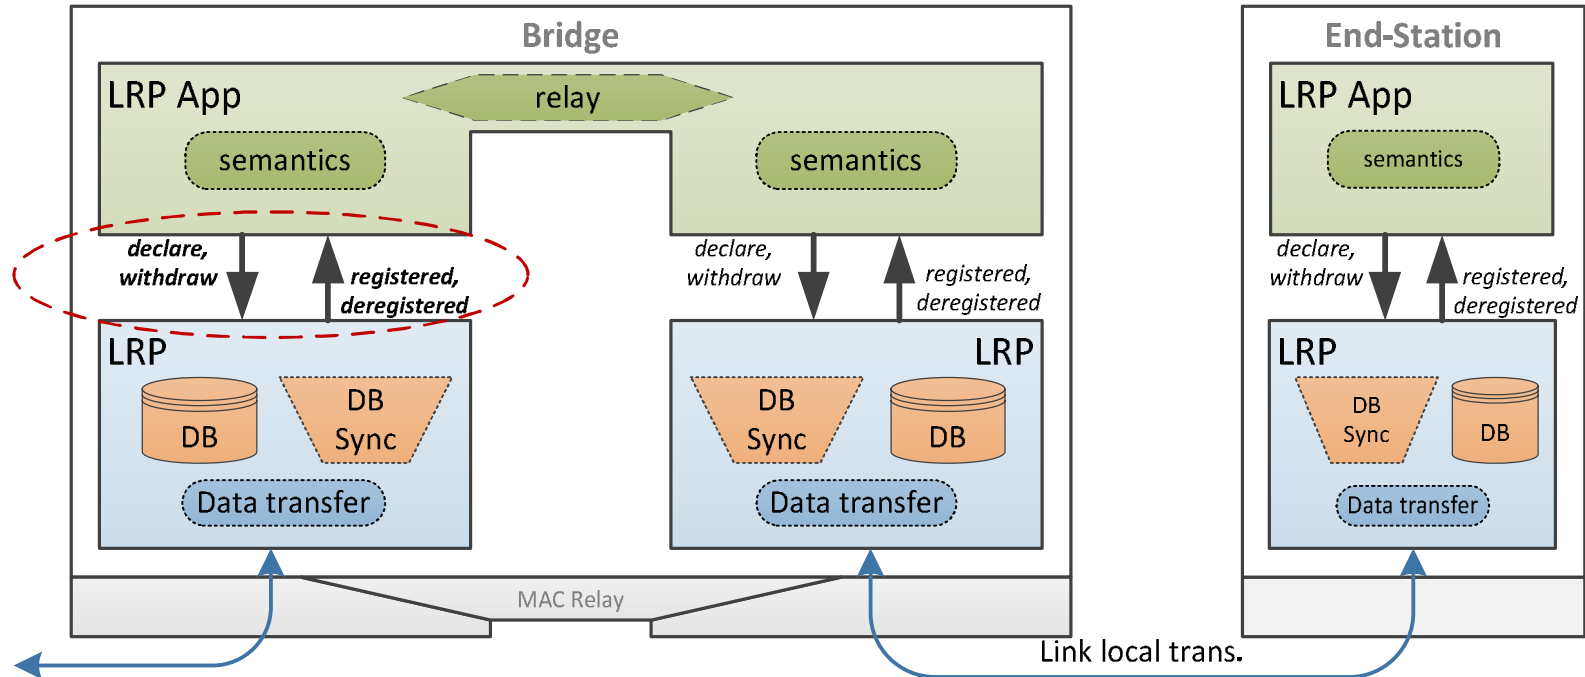 Bridge
LRP App
relay
semantics
semantics
declare,
withdraw
registered,
deregistered
declare,
withdraw
registered,
deregistered
LRP
DB
DB
Sync
Data transfer
LRP
DB
Sync
DB
Data transfer
MAC Relay
End-Station
LRP App
semantics
declare,
withdraw
registered,
deregistered
LRP
DB
Sync
DB
Data transfer
Link local trans.